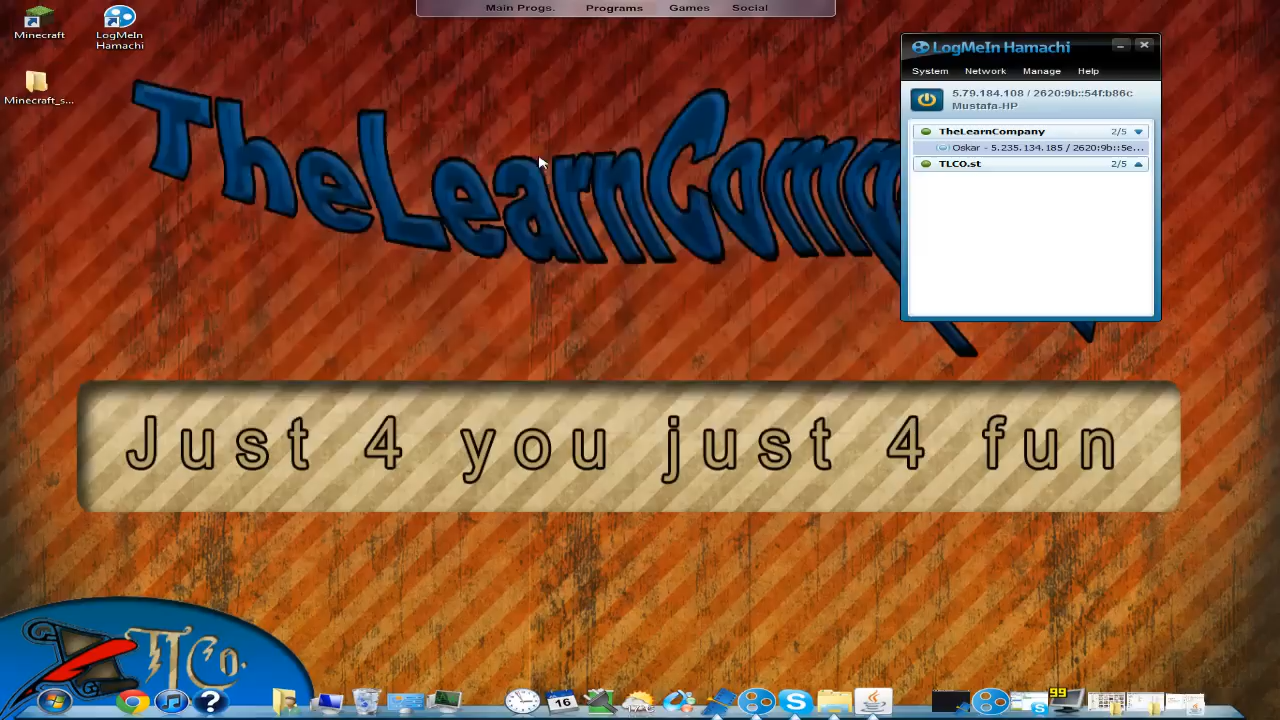 Main Progs. Programs Games Social
Minecraft
LogMeIn
Hamachi
Minecraft_s...
TheLearnCompany
LogMeIn Hamachi
System Network Manage Help
5.79.184.108 / 2620:9b::54f:b86c
Mustafa-HP
TheLearnCompany 2/5
Oskar - 5.235.134.185 / 2620:9b::5e...
TLCO.st 2/5
Just 4 you just 4 fun
TLCo.
16
99